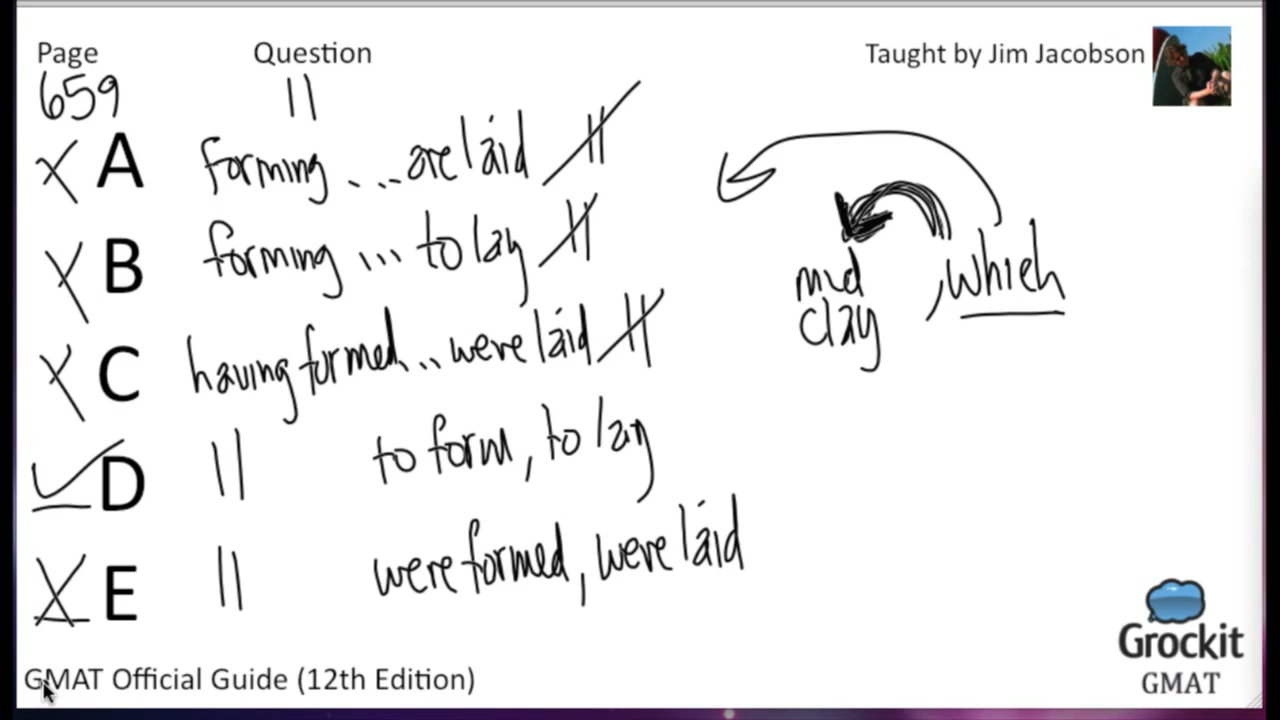 Page Question Taught by Jim Jacobson
659 11
X A forming ... are laid //
X B forming ... to lay //
X C having formed... were laid //
D || to form, to lay
X E || were formed, were laid
mud
clay
, which
Grockit
GMAT
GMAT Official Guide (12th Edition)